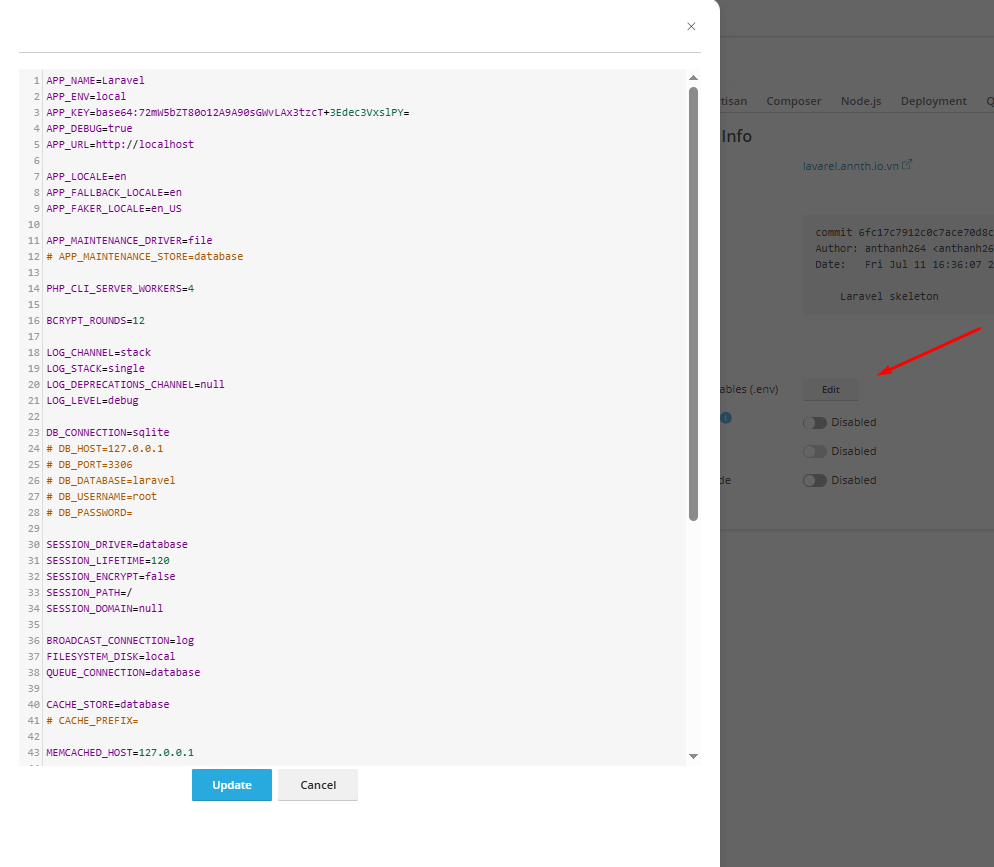 ×
1 APP_NAME=Laravel
2 APP_ENV=local
3 APP_KEY=base64:72mW5bZT80o12A9A90sGWvLAx3tzcT+3Edec3VxslPY=
4 APP_DEBUG=true
5 APP_URL=http://localhost
6
7 APP_LOCALE=en
8 APP_FALLBACK_LOCALE=en
9 APP_FAKER_LOCALE=en_US
10
11 APP_MAINTENANCE_DRIVER=file
12 # APP_MAINTENANCE_STORE=database
13
14 PHP_CLI_SERVER_WORKERS=4
15
16 BCRYPT_ROUNDS=12
17
18 LOG_CHANNEL=stack
19 LOG_STACK=single
20 LOG_DEPRECATIONS_CHANNEL=null
21 LOG_LEVEL=debug
22
23 DB_CONNECTION=sqlite
24 # DB_HOST=127.0.0.1
25 # DB_PORT=3306
26 # DB_DATABASE=laravel
27 # DB_USERNAME=root
28 # DB_PASSWORD=
29
30 SESSION_DRIVER=database
31 SESSION_LIFETIME=120
32 SESSION_ENCRYPT=false
33 SESSION_PATH=/
34 SESSION_DOMAIN=null
35
36 BROADCAST_CONNECTION=log
37 FILESYSTEM_DISK=local
38 QUEUE_CONNECTION=database
39
40 CACHE_STORE=database
41 # CACHE_PREFIX=
42
43 MEMCACHED_HOST=127.0.0.1
Update Cancel
tisan Composer Node.js Deployment Q
Info
lavarel.annth.io.vn
commit 6fc17c7912c0c7ace70d8c
Author: anthanh264 <anthanh26
Date: Fri Jul 11 16:36:07 2
Laravel skeleton
ables (.env) Edit
Disabled
Disabled
de Disabled